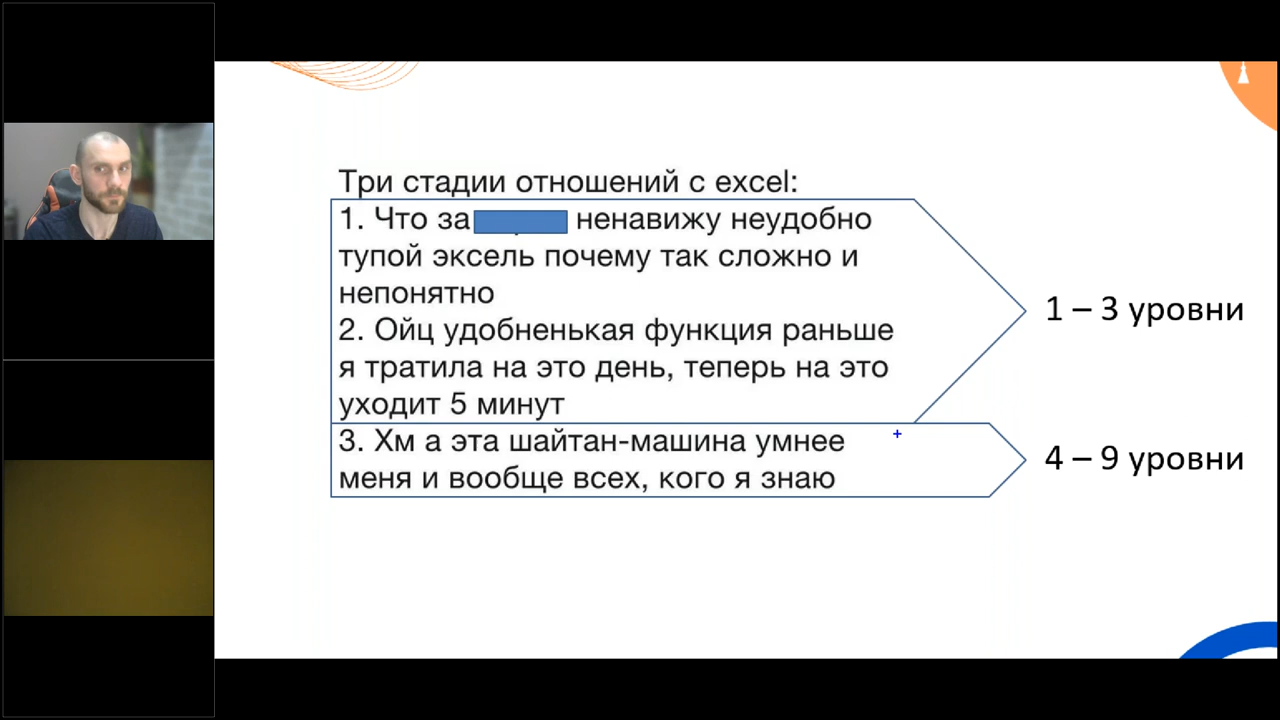 Три стадии отношений с excel:
1. Что за ненавижу неудобно
тупой эксель почему так сложно и
непонятно
2. Ойц удобненькая функция раньше
я тратила на это день, теперь на это
уходит 5 минут
1 – 3 уровни
3. Хм а эта шайтан-машина умнее
меня и вообще всех, кого я знаю
4 – 9 уровни